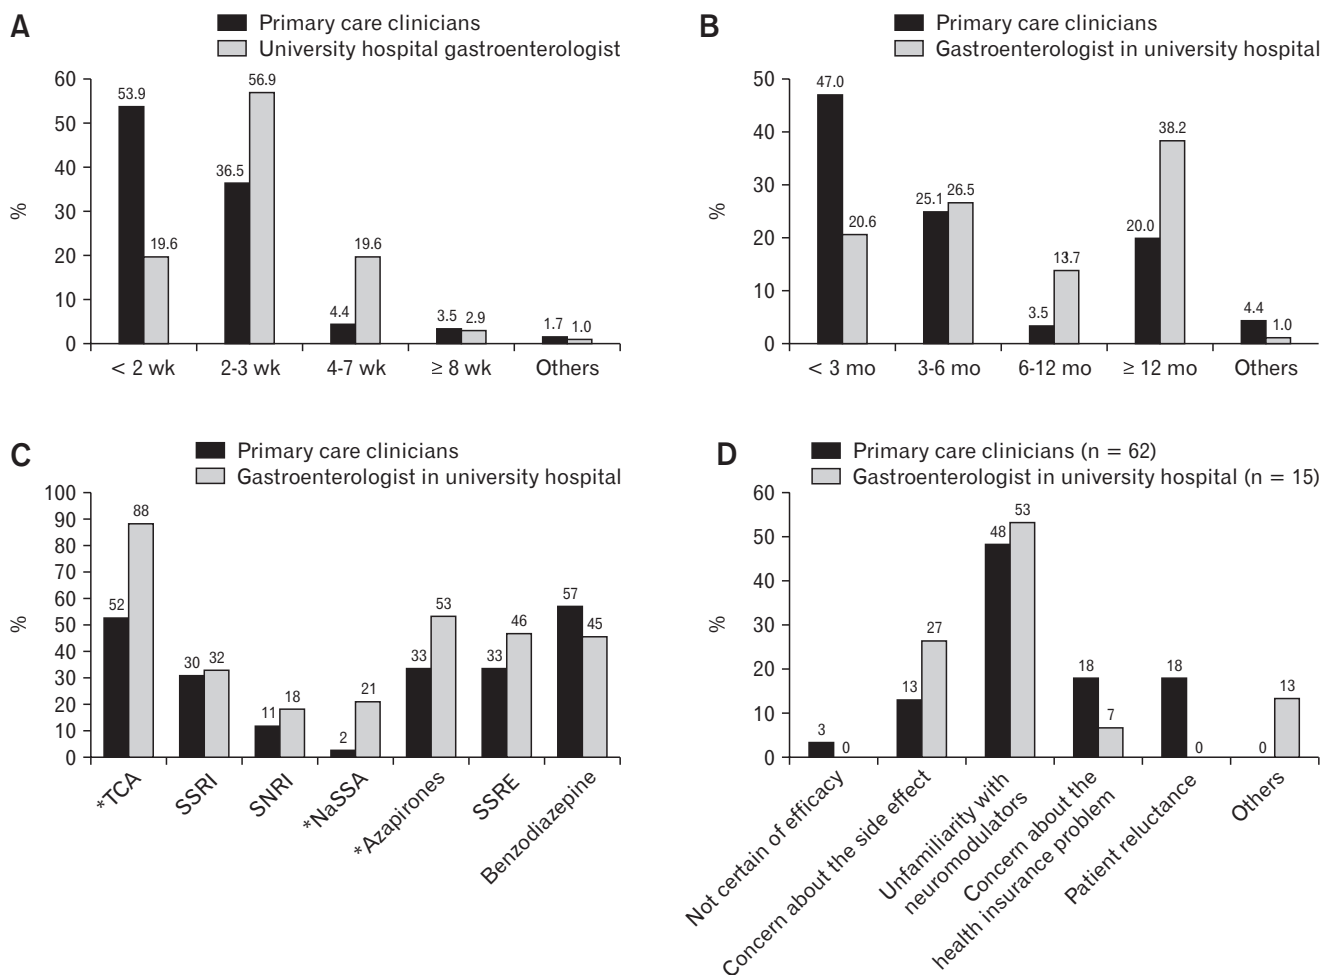 A
Primary care clinicians
University hospital gastroenterologist
60
50
40
30
20
10
0
%
53.9
19.6
36.5
56.9
4.4
19.6
3.5
2.9
1.7
1.0
< 2 wk
2-3 wk
4-7 wk
≥ 8 wk
Others
B
Primary care clinicians
Gastroenterologist in university hospital
50
40
30
20
10
0
%
47.0
20.6
25.1
26.5
3.5
13.7
20.0
38.2
4.4
1.0
< 3 mo
3-6 mo
6-12 mo
≥ 12 mo
Others
C
Primary care clinicians
Gastroenterologist in university hospital
100
90
80
70
60
50
40
30
20
10
0
%
52
88
30
32
11
18
2
21
33
53
33
46
57
45
*TCA
SSRI
SNRI
*NaSSA
*Azapirones
SSRE
Benzodiazepine
D
Primary care clinicians (n = 62)
Gastroenterologist in university hospital (n = 15)
60
50
40
30
20
10
0
%
3
0
13
27
48
53
18
7
18
0
0
13
Not certain of efficacy
Concern about the side effect
Unfamiliarity with
neuromodulators
Concern about the
health insurance problem
Patient reluctance
Others